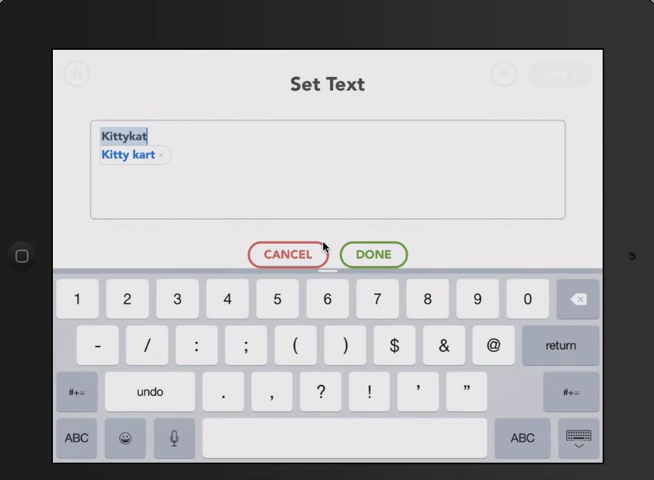 Set Text
Kittykat
Kitty kart ×
CANCEL DONE
1 2 3 4 5 6 7 8 9 0
- / : ; ( ) $ & @ return
#+= undo . , ? ! ’ ” #+=
ABC ABC